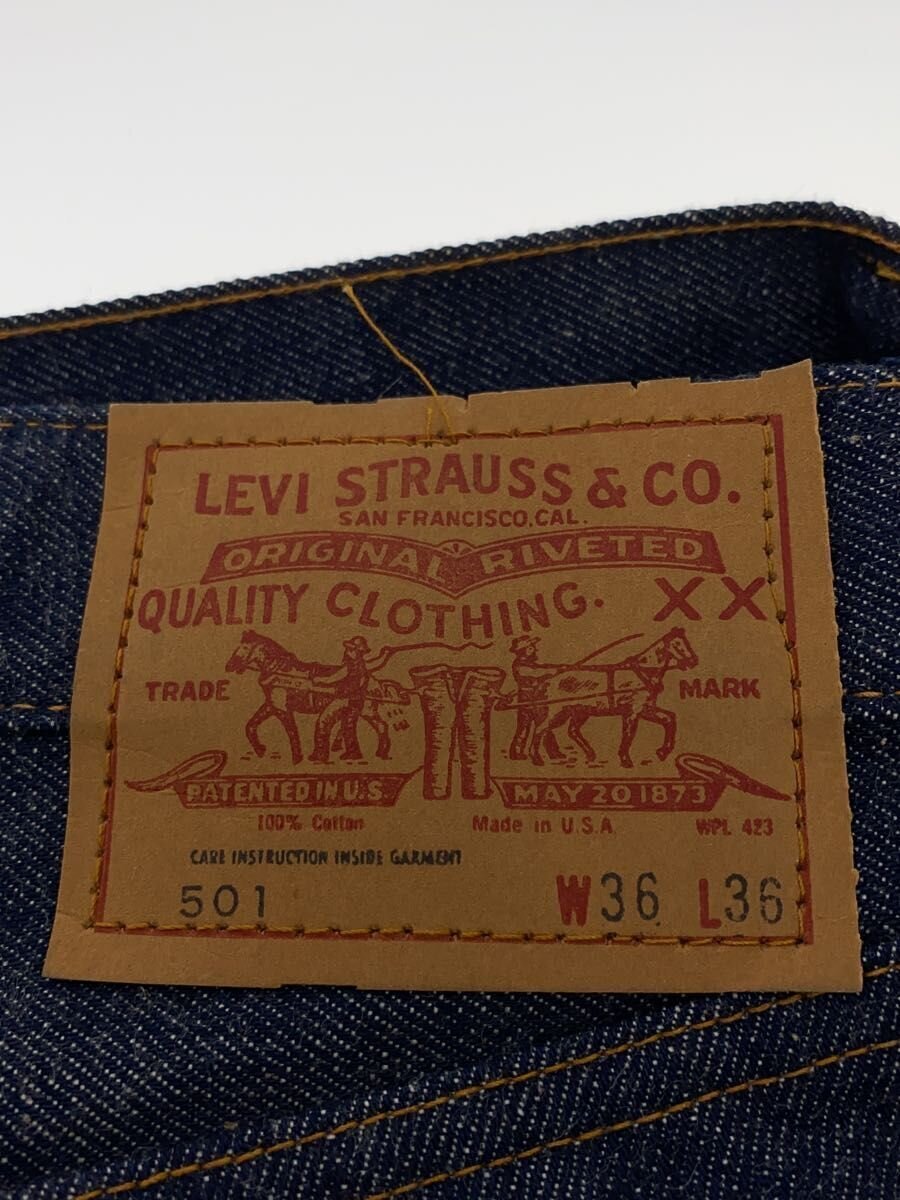 LEVI STRAUSS & CO.
SAN FRANCISCO, CAL.
ORIGINAL RIVETED
QUALITY CLOTHING. XX
TRADE MARK
PATENTED IN U.S. MAY 20 1873
100% Cotton Made in U.S.A. WPL 423
CARE INSTRUCTION INSIDE GARMENT
501 W36 L36